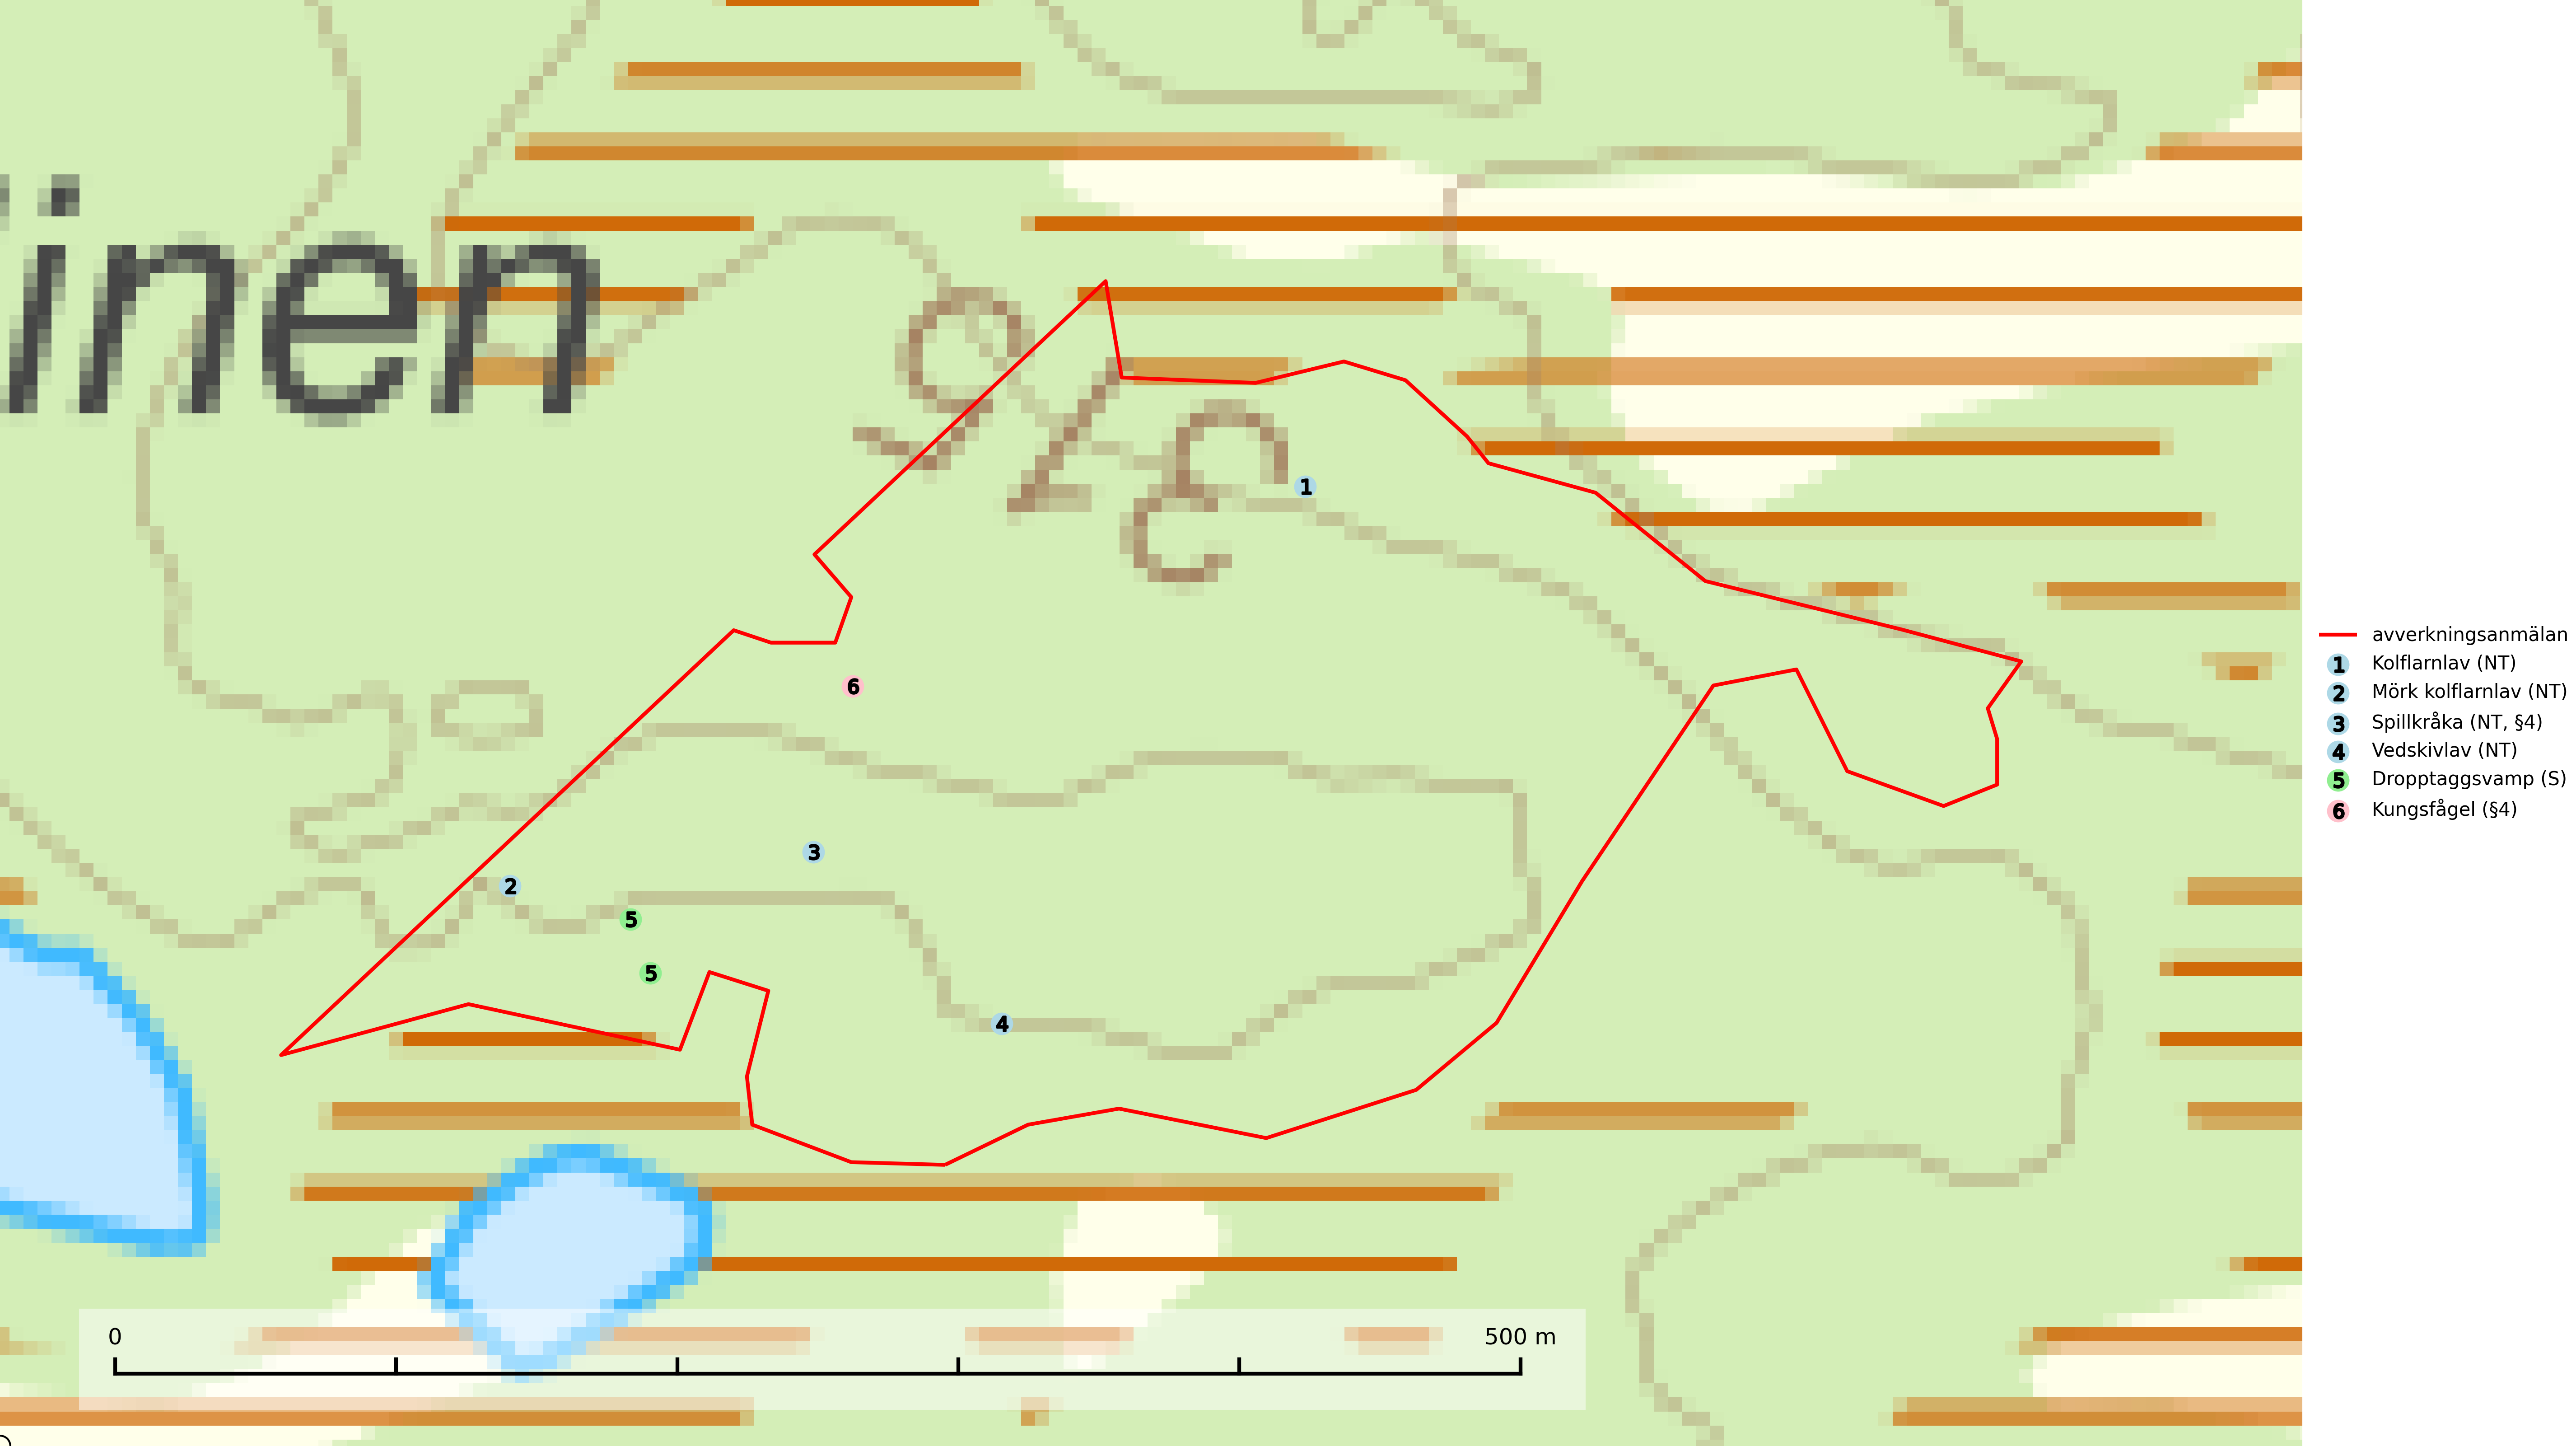 inen
1
6
3
2
5
5
4
0 500 m
avverkningsanmälan
1 Kolflarnlav (NT)
2 Mörk kolflarnlav (NT)
3 Spillkråka (NT, §4)
4 Vedskivlav (NT)
5 Dropptaggsvamp (S)
6 Kungsfågel (§4)